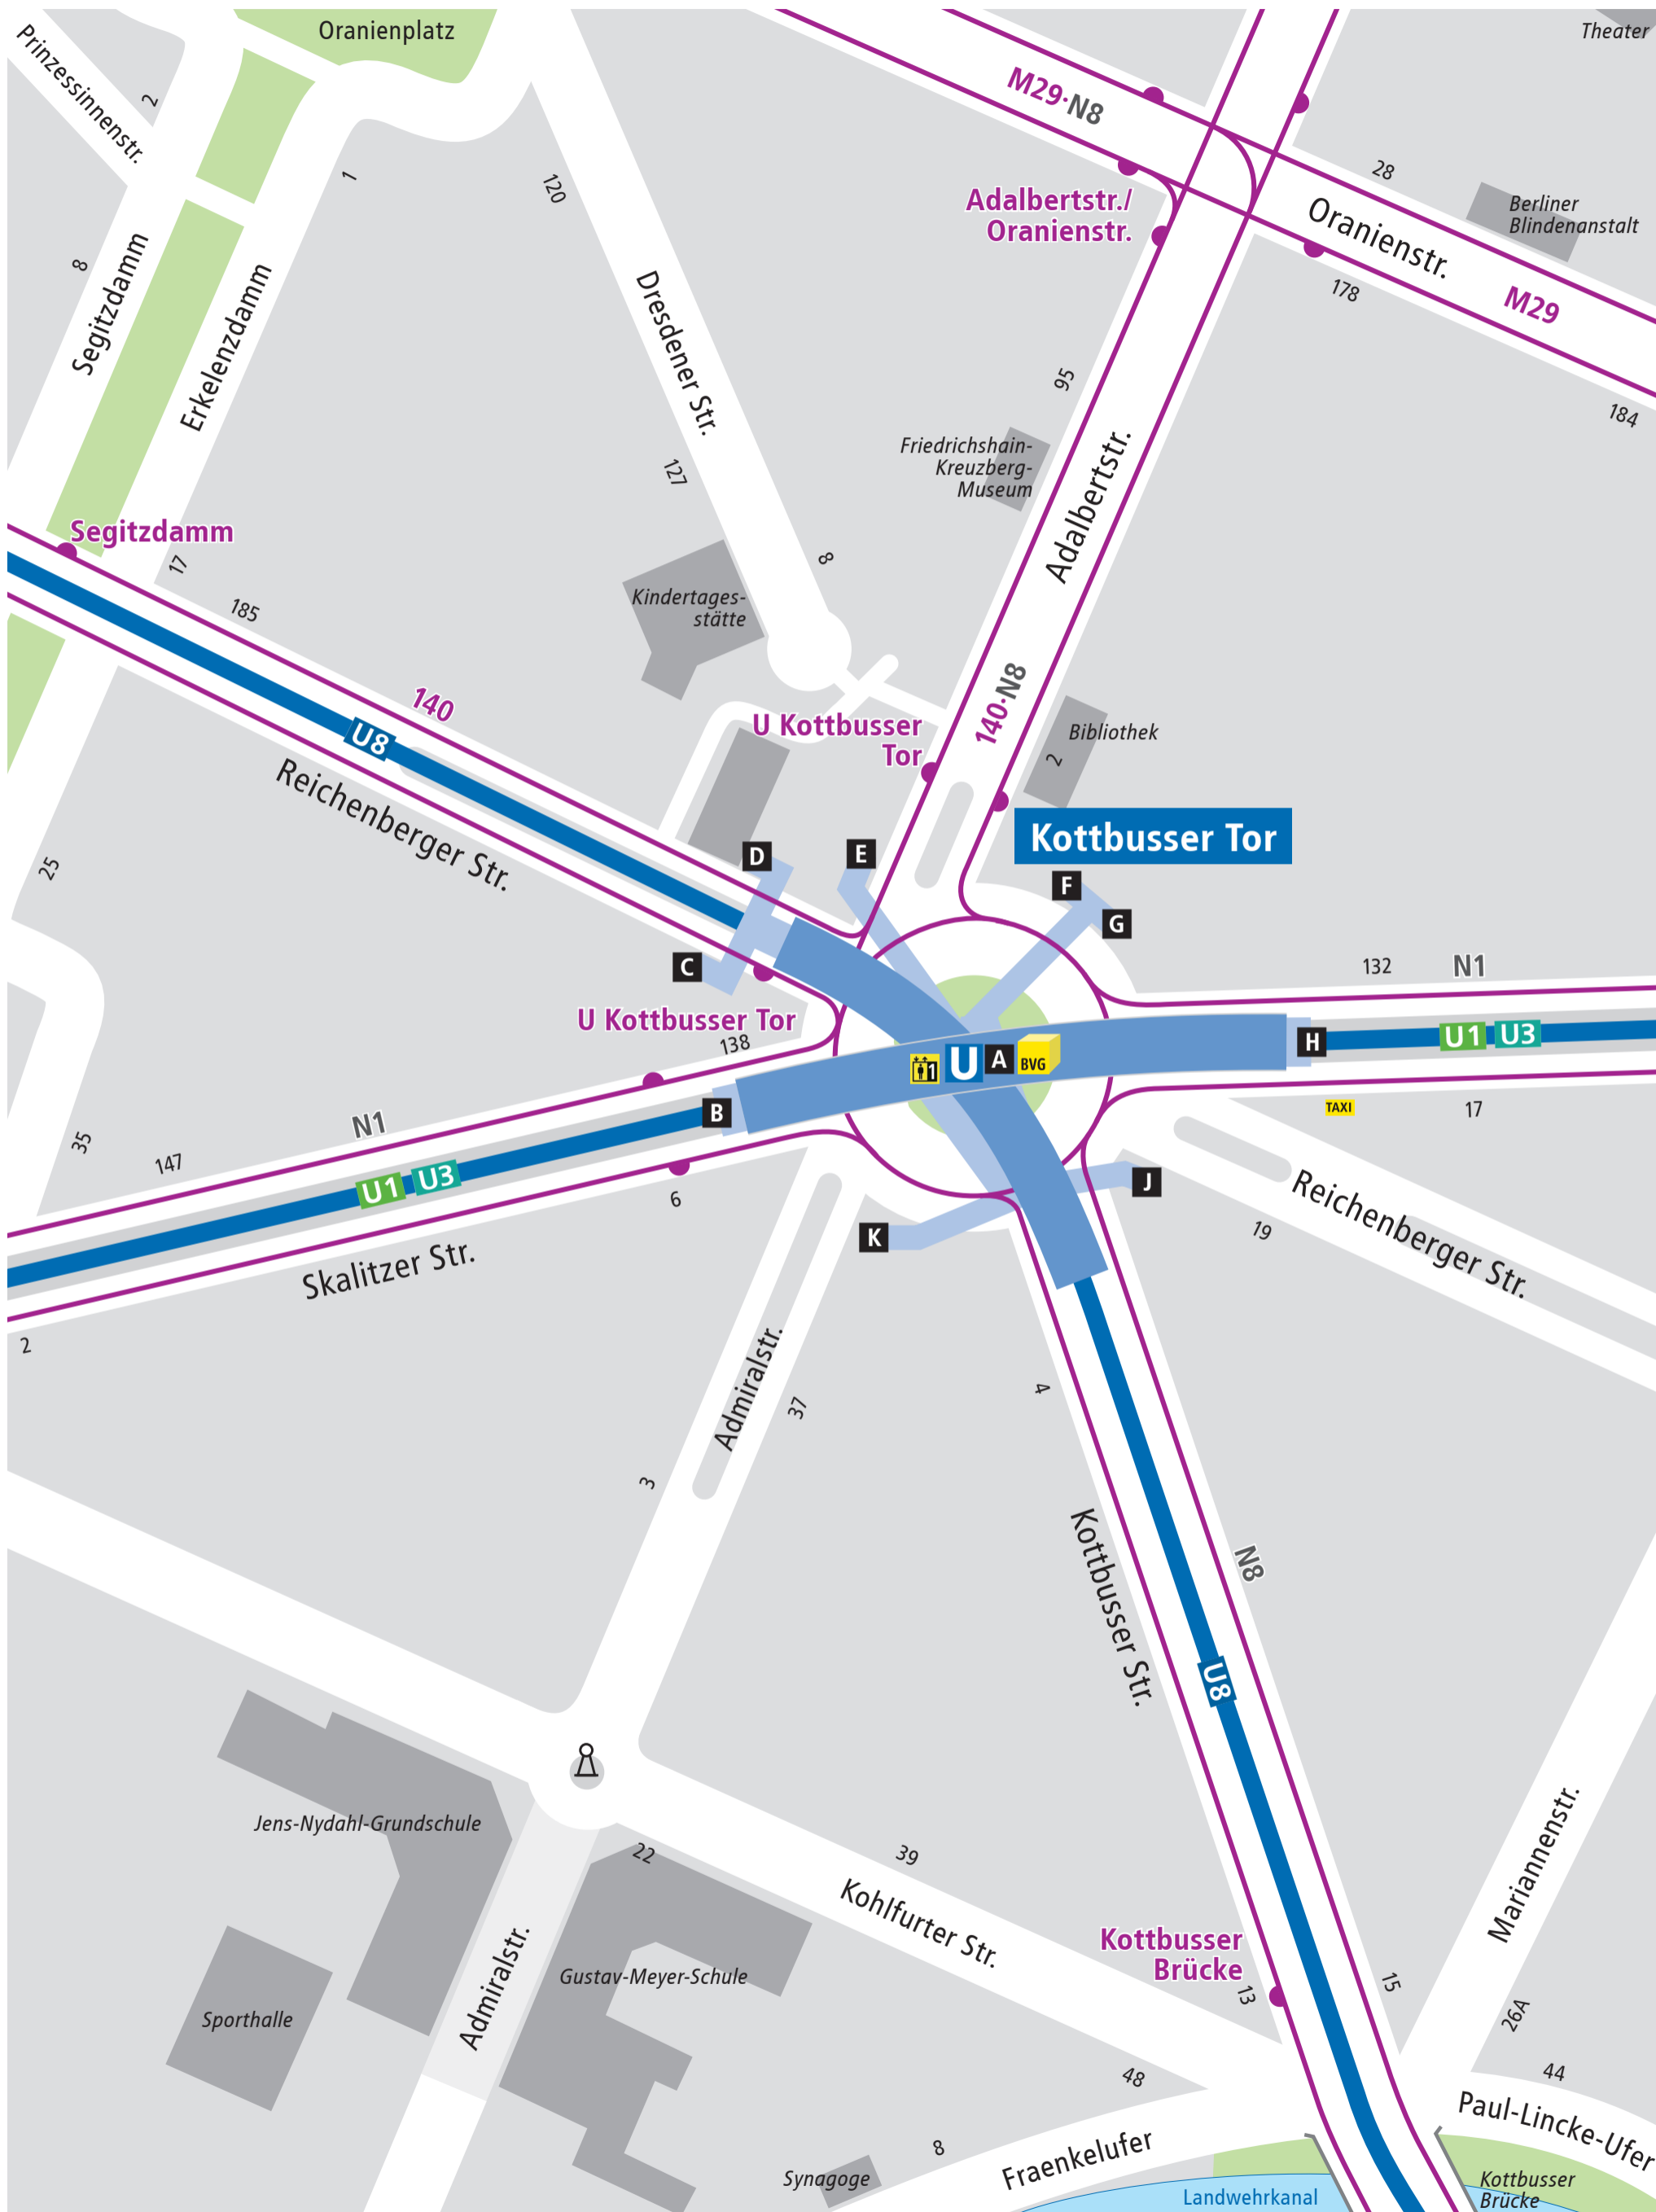 Oranienplatz
Theater
Prinzessinnenstr.
2
M29·N8
1
120
28
Adalbertstr./
Oranienstr.
Oranienstr.
Berliner
Blindenanstalt
8
Segitzdamm
Erkelenzdamm
178
M29
Dresdener Str.
95
184
Friedrichshain-
Kreuzberg-
Museum
Adalbertstr.
127
Segitzdamm
17
185
8
Kindertages-
stätte
140
U8
140·N8
U Kottbusser
Tor
Bibliothek
2
Reichenberger Str.
Kottbusser Tor
25
D
E
F
G
C
132
N1
U Kottbusser Tor
138
H
U1
U3
1
U
A
BVG
B
TAXI
17
N1
35
147
U1
U3
6
J
19
Reichenberger Str.
K
Skalitzer Str.
2
Admiralstr.
37
4
3
Kottbusser Str.
N8
U8
Jens-Nydahl-Grundschule
22
39
Kohlfurter Str.
Mariannenstr.
Kottbusser
Brücke
13
15
26A
Gustav-Meyer-Schule
Sporthalle
Admiralstr.
48
44
Paul-Lincke-Ufer
8
Fraenkelufer
Synagoge
Landwehrkanal
Kottbusser
Brücke